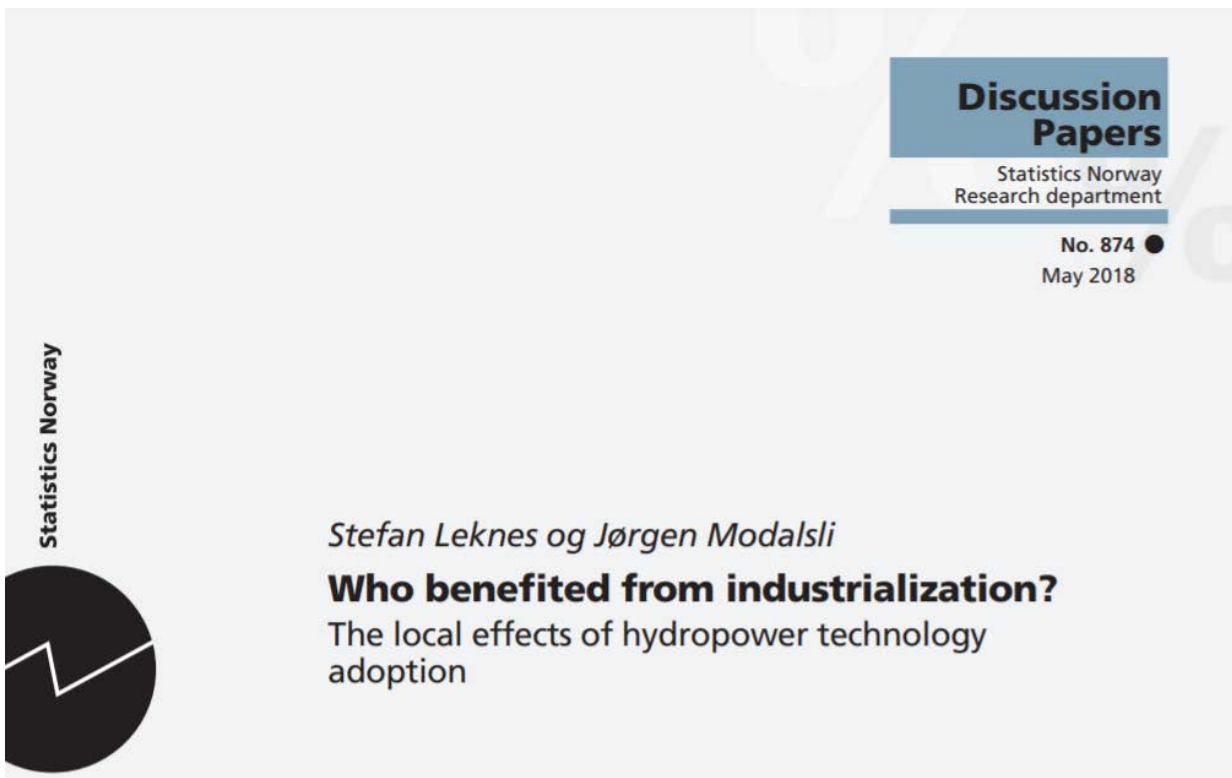 Discussion
Papers
Statistics Norway
Research department
No. 874
May 2018
Statistics Norway
Stefan Leknes og Jørgen Modalsli
Who benefited from industrialization?
The local effects of hydropower technology
adoption